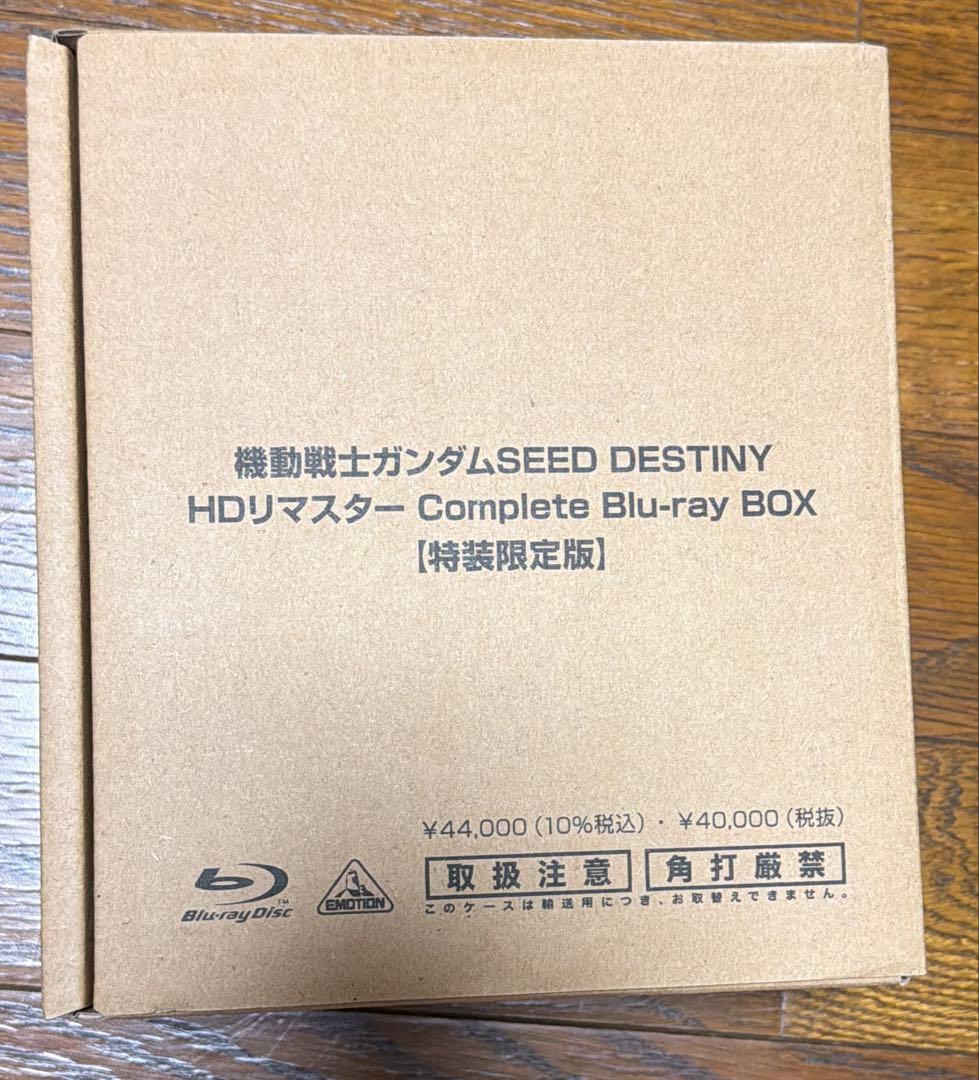 機動戦士ガンダムSEED DESTINY
HDリマスター Complete Blu-ray BOX
【特装限定版】
¥44,000（10%税込）・¥40,000（税抜）
取扱注意 角打厳禁
このケースは輸送用につき、お取替えできません。
Blu-ray Disc™
EMOTION